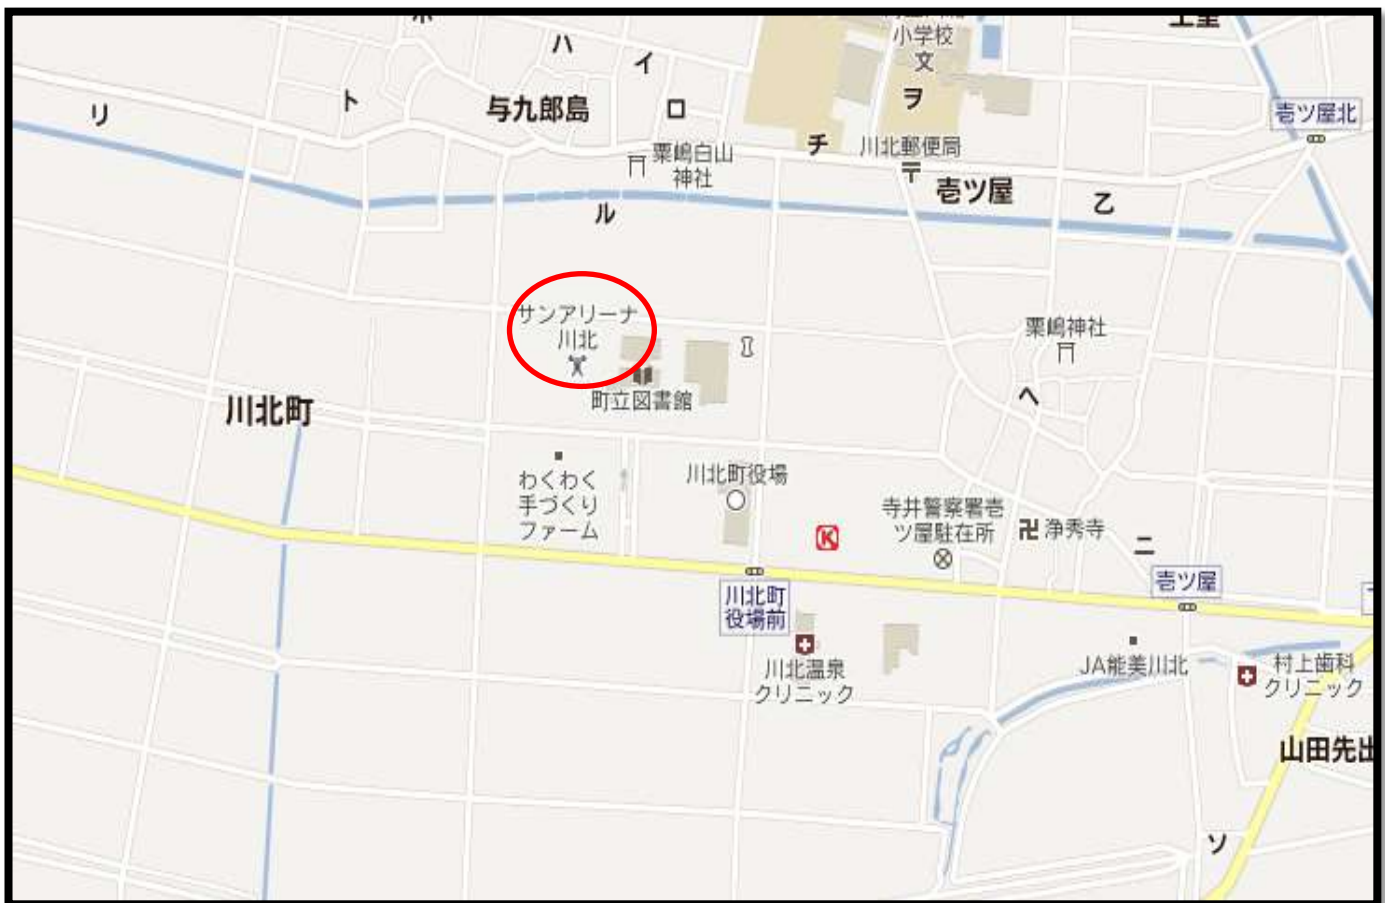 ハ
イ
小学校
文
リ
ト
与九郎島
ロ
ヲ
壱ツ屋北
チ
川北郵便局
〒
栗嶋白山
神社
壱ツ屋
乙
ル
サンアリーナ
川北
栗嶋神社
町立図書館
川北町
ヘ
わくわく
手づくり
ファーム
川北町役場
寺井警察署壱
ツ屋駐在所
卍 浄秀寺
ニ
K
川北町
役場前
壱ツ屋
川北温泉
クリニック
JA能美川北
村上歯科
クリニック
山田先出
ソ